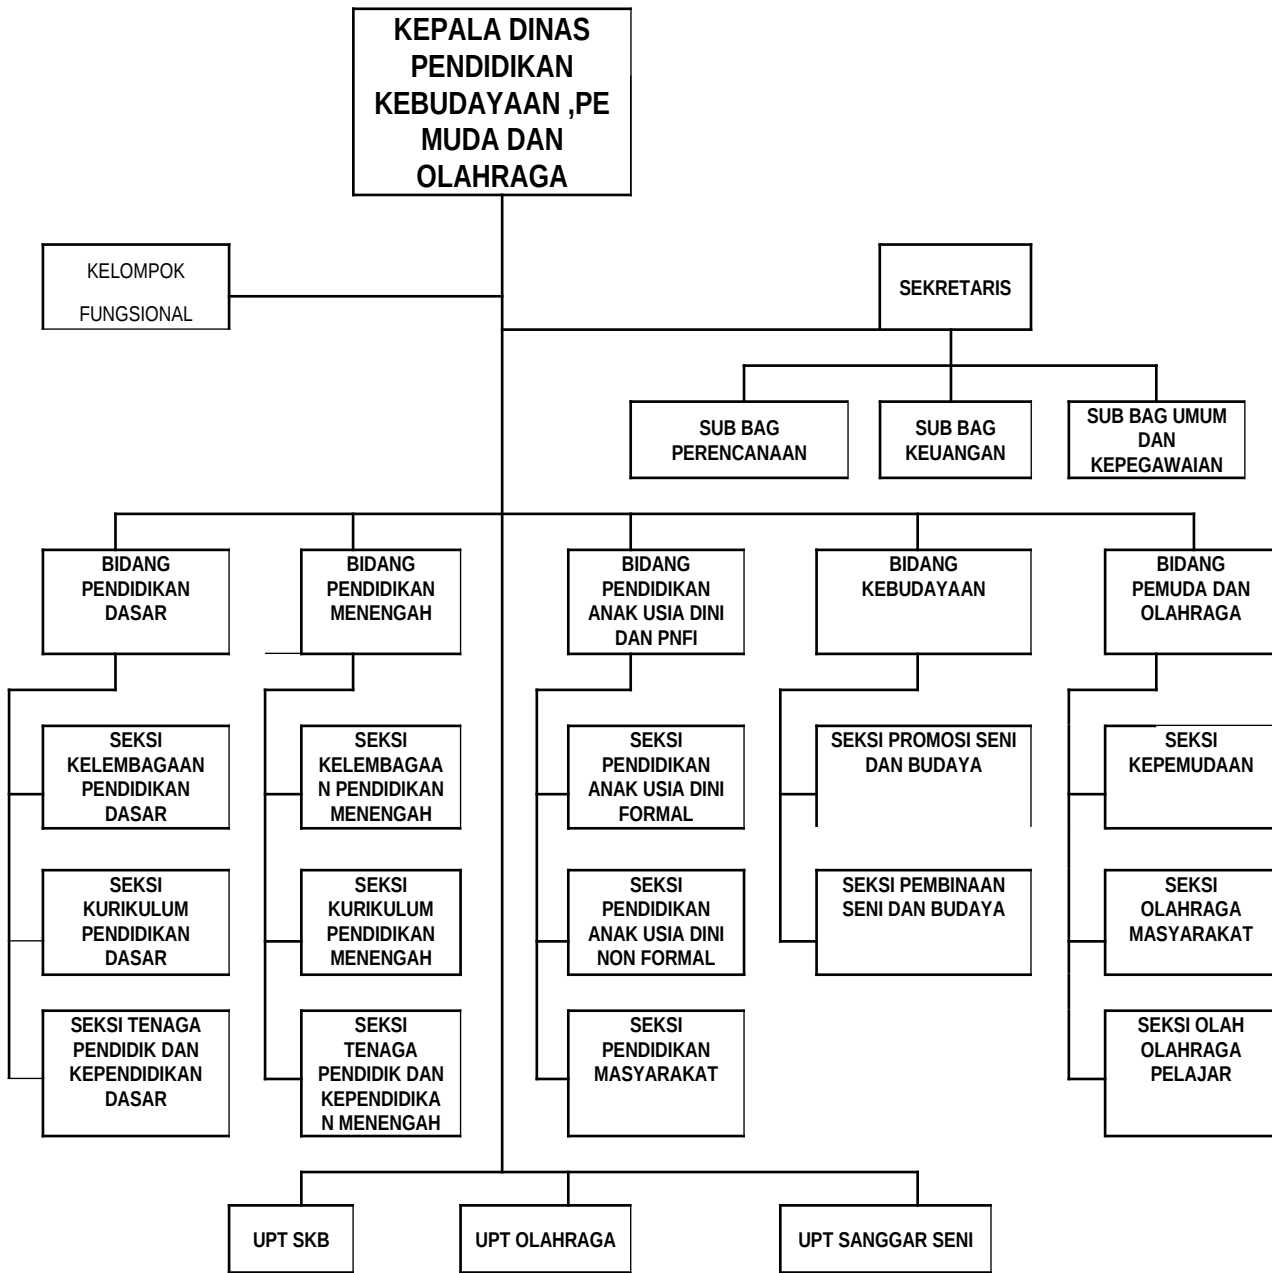 KEPALA DINAS
PENDIDIKAN
KEBUDAYAAN ,PE
MUDA DAN
OLAHRAGA
KELOMPOK
FUNGSIONAL
SEKRETARIS
SUB BAG
PERENCANAAN
SUB BAG
KEUANGAN
SUB BAG UMUM
DAN
KEPEGAWAIAN
BIDANG
PENDIDIKAN
DASAR
BIDANG
PENDIDIKAN
MENENGAH
BIDANG
PENDIDIKAN
ANAK USIA DINI
DAN PNFI
BIDANG
KEBUDAYAAN
BIDANG
PEMUDA DAN
OLAHRAGA
SEKSI
KELEMBAGAAN
PENDIDIKAN
DASAR
SEKSI
KELEMBAGAA
N PENDIDIKAN
MENENGAH
SEKSI
PENDIDIKAN
ANAK USIA DINI
FORMAL
SEKSI PROMOSI SENI
DAN BUDAYA
SEKSI
KEPEMUDAAN
SEKSI
KURIKULUM
PENDIDIKAN
DASAR
SEKSI
KURIKULUM
PENDIDIKAN
MENENGAH
SEKSI
PENDIDIKAN
ANAK USIA DINI
NON FORMAL
SEKSI PEMBINAAN
SENI DAN BUDAYA
SEKSI
OLAHRAGA
MASYARAKAT
SEKSI TENAGA
PENDIDIK DAN
KEPENDIDIKAN
DASAR
SEKSI
TENAGA
PENDIDIK DAN
KEPENDIDIKA
N MENENGAH
SEKSI
PENDIDIKAN
MASYARAKAT
SEKSI OLAH
OLAHRAGA
PELAJAR
UPT SKB
UPT OLAHRAGA
UPT SANGGAR SENI